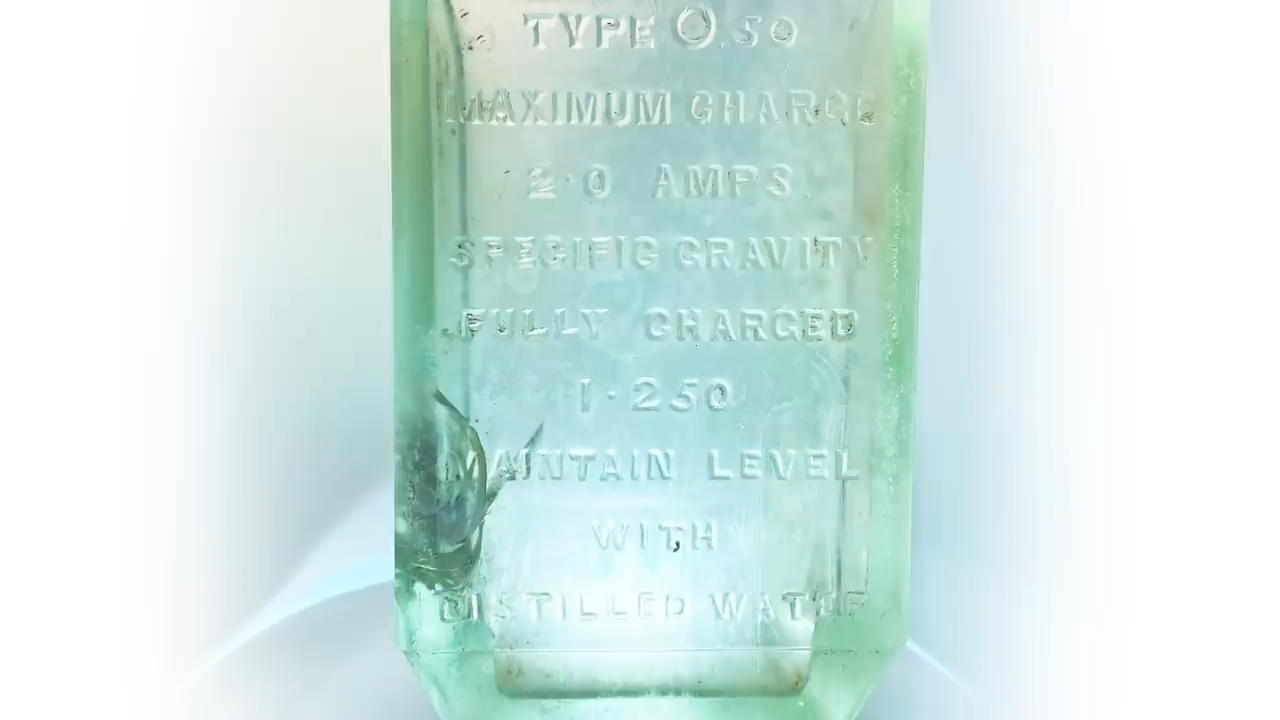 TYPE O.50
MAXIMUM CHARGE
2·0 AMPS.
SPECIFIC GRAVITY
FULLY CHARGED
1·250
MAINTAIN LEVEL
WITH
DISTILLED WATER